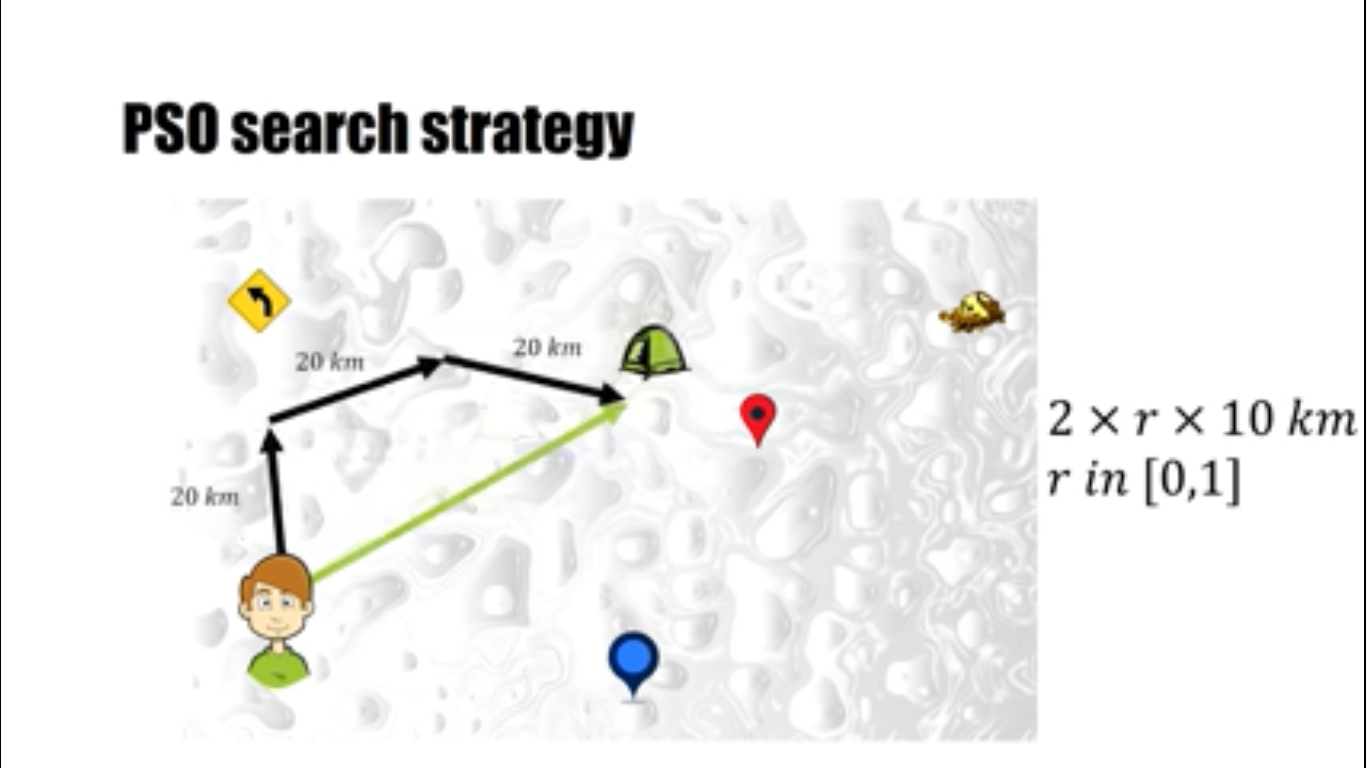 PSO search strategy
20 km
20 km
20 km
2 × r × 10 km
r in [0,1]